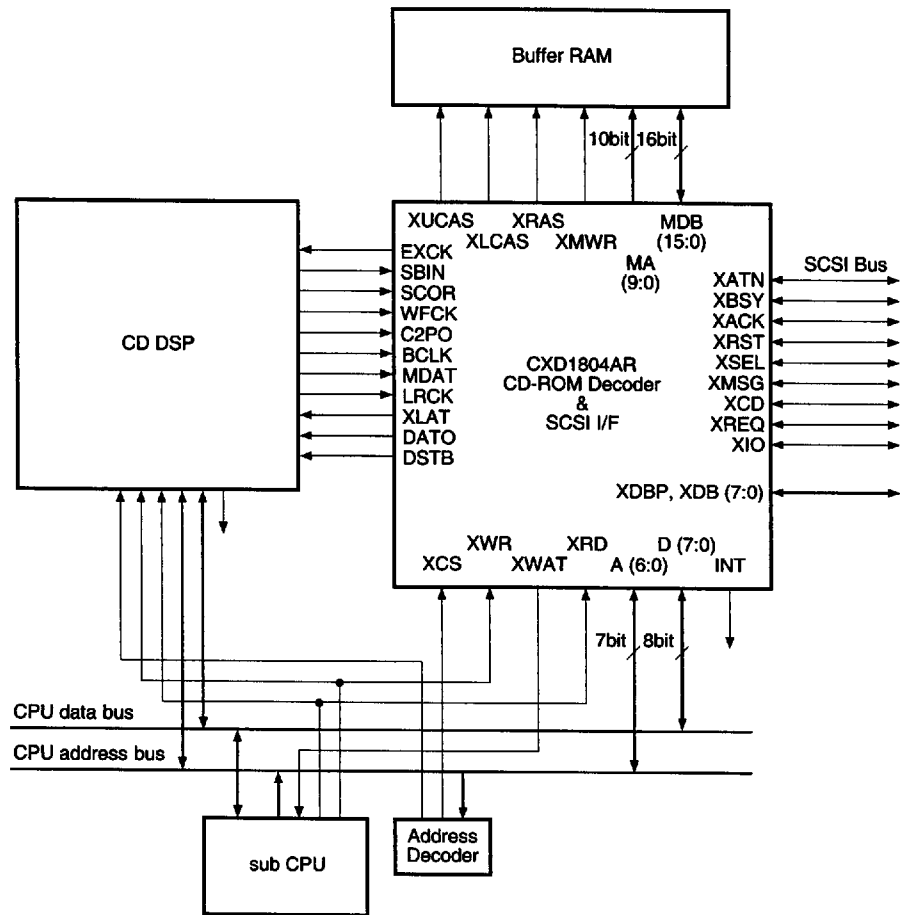 Buffer RAM
10bit 16bit
XUCAS
XRAS
MDB
XLCAS
XMWR
(15:0)
MA
(9:0)
CD DSP
EXCK
SBIN
SCOR
WFCK
C2PO
BCLK
MDAT
LRCK
XLAT
DATO
DSTB
CXD1804AR
CD-ROM Decoder
&
SCSI I/F
SCSI Bus
XATN
XBSY
XACK
XRST
XSEL
XMSG
XCD
XREQ
XIO
XDBP, XDB (7:0)
XWR
XRD
D (7:0)
XCS
XWAT
A (6:0)
INT
7bit
8bit
CPU data bus
CPU address bus
sub CPU
Address
Decoder